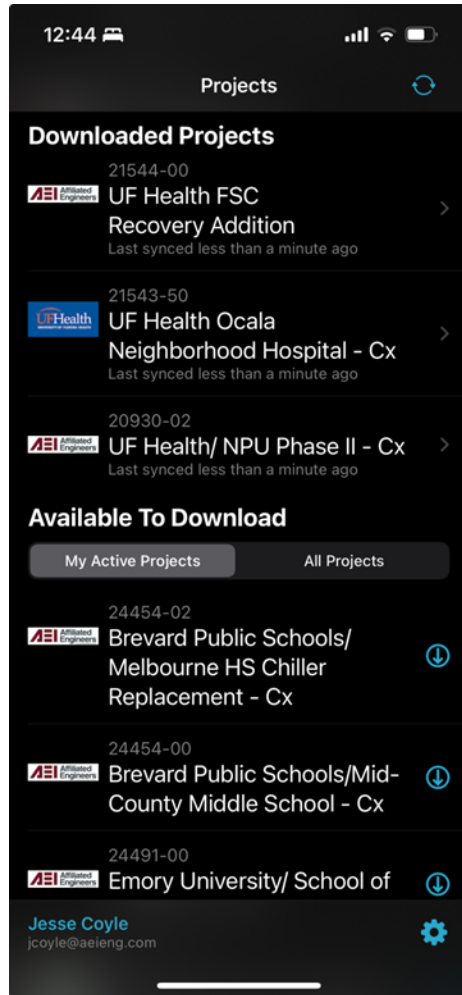 12:44
Projects
Downloaded Projects
21544-00
AEI Affiliated Engineers
UF Health FSC
Recovery Addition
Last synced less than a minute ago
21543-50
UFHealth
UF Health Ocala
Neighborhood Hospital - Cx
Last synced less than a minute ago
20930-02
AEI Affiliated Engineers
UF Health/ NPU Phase II - Cx
Last synced less than a minute ago
Available To Download
My Active Projects
All Projects
24454-02
AEI Affiliated Engineers
Brevard Public Schools/
Melbourne HS Chiller
Replacement - Cx
24454-00
AEI Affiliated Engineers
Brevard Public Schools/Mid-
County Middle School - Cx
24491-00
AEI Affiliated Engineers
Emory University/ School of
Jesse Coyle
jcoyle@aeieng.com